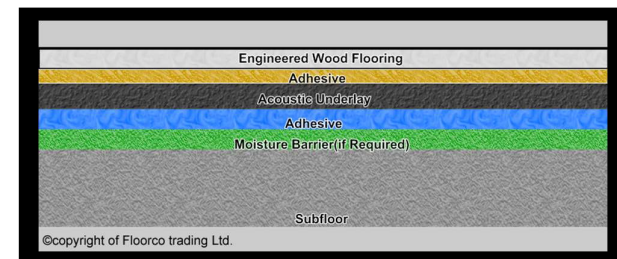 Engineered Wood Flooring
Adhesive
Acoustic Underlay
Adhesive
Moisture Barrier(if Required)
Subfloor
©copyright of Floorco trading Ltd.